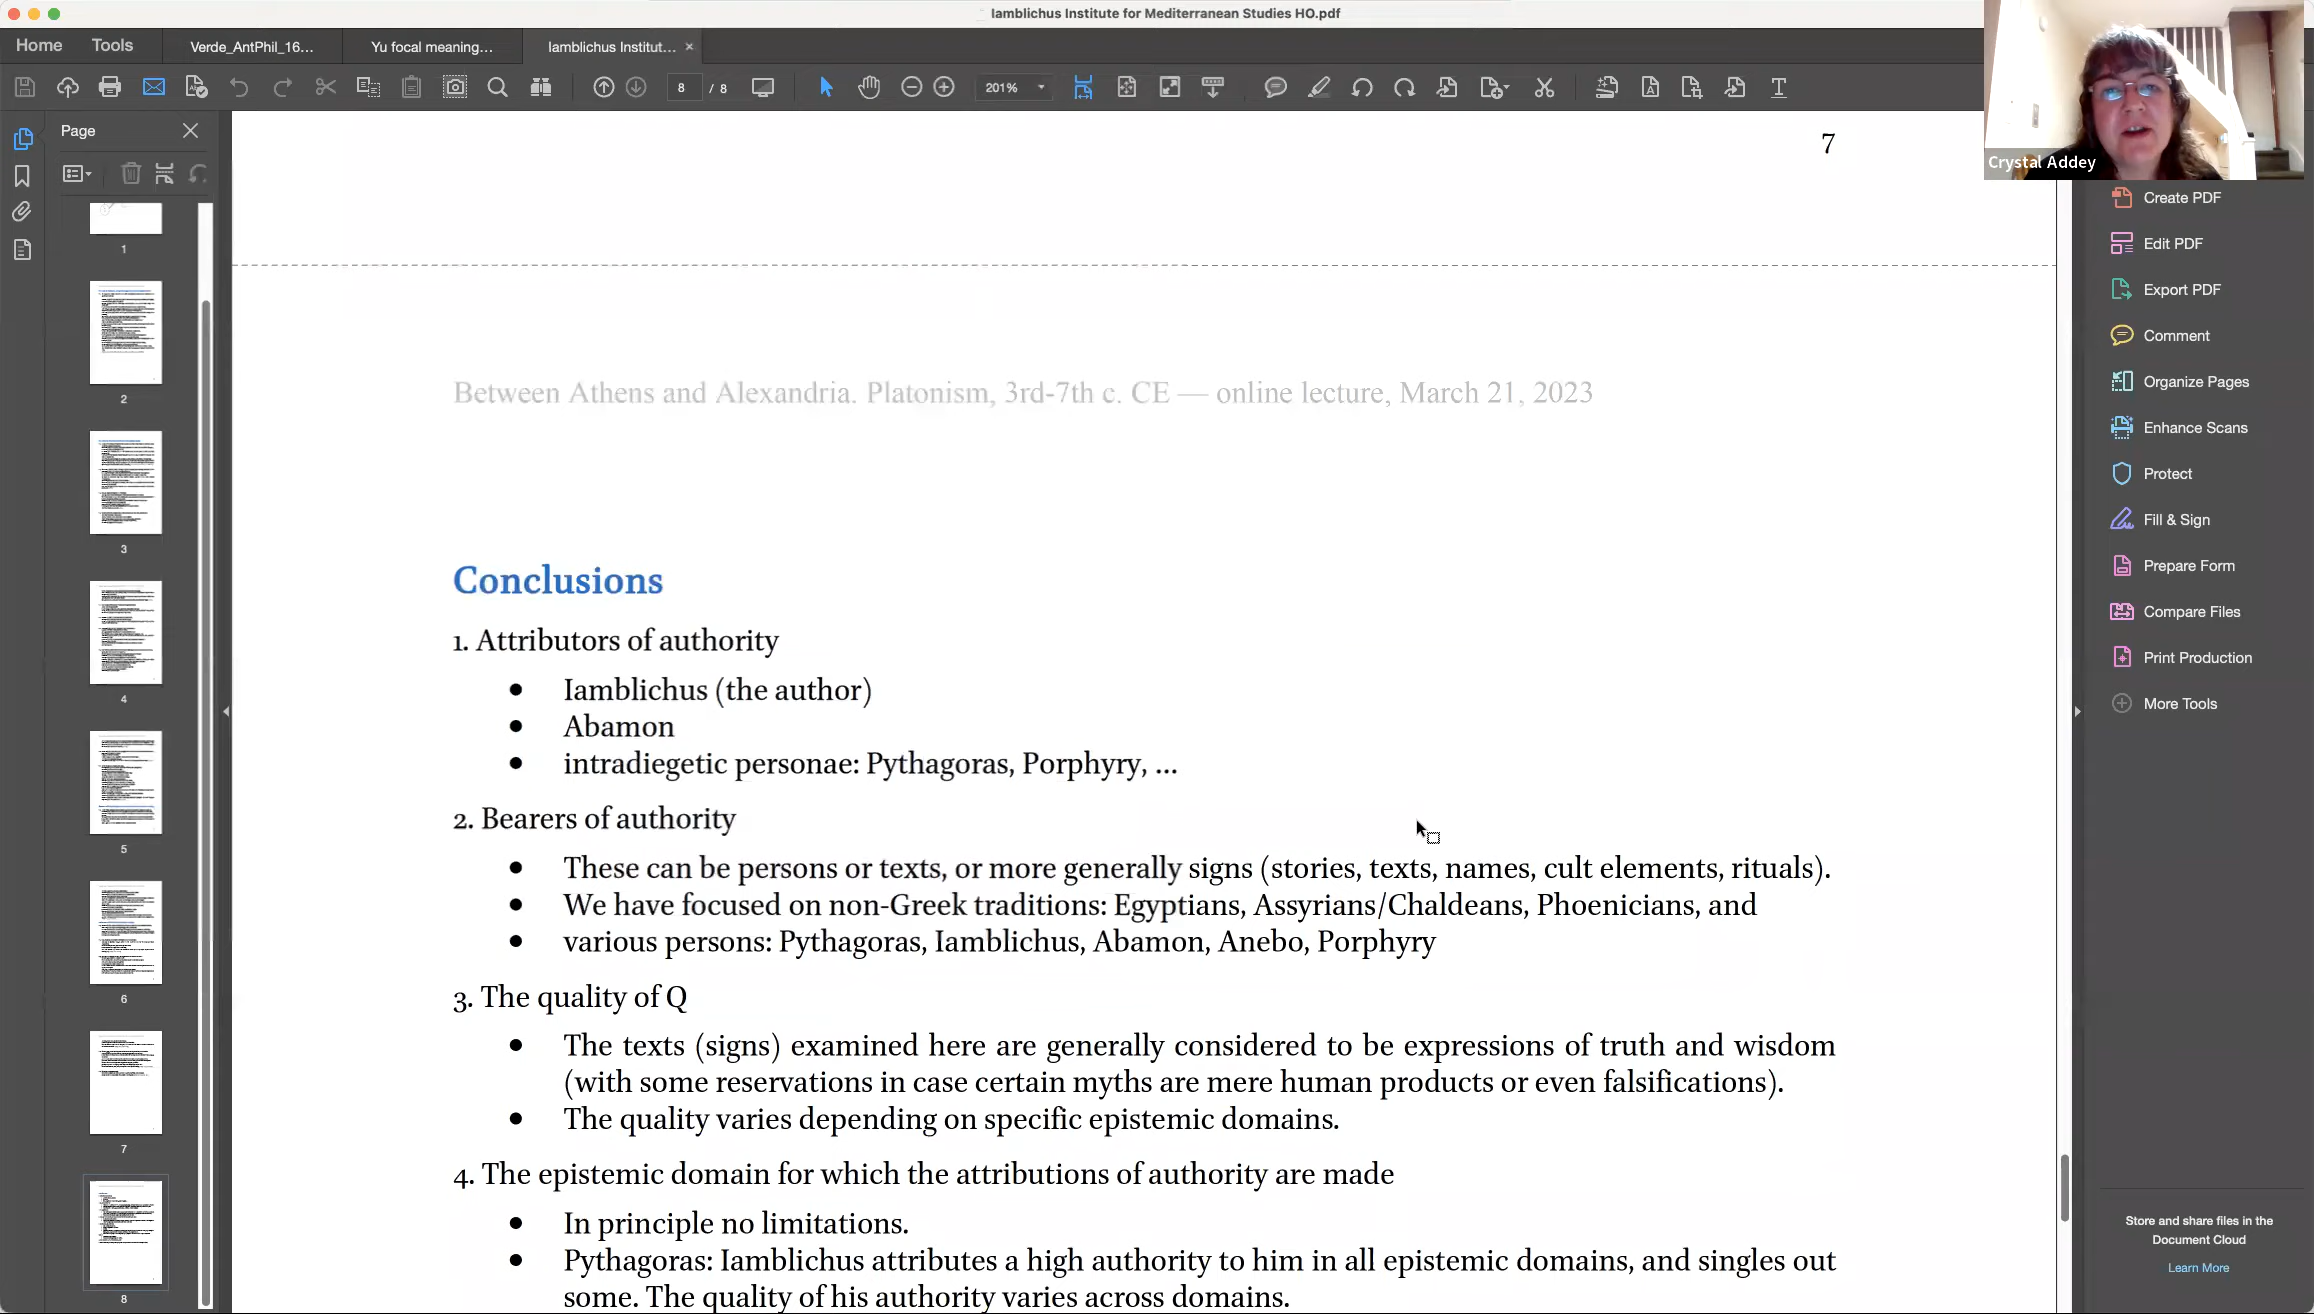 Iamblichus Institute for Mediterranean Studies HO.pdf
Home
Tools
Verde_AntPhil_16...
Yu focal meaning...
Iamblichus Institut...
8 / 8
201%
Crystal Addey
Page
1
2
3
4
5
6
7
8
7
Between Athens and Alexandria. Platonism, 3rd-7th c. CE — online lecture, March 21, 2023
Conclusions
1. Attributors of authority
● Iamblichus (the author)
● Abamon
● intradiegetic personae: Pythagoras, Porphyry, ...
2. Bearers of authority
● These can be persons or texts, or more generally signs (stories, texts, names, cult elements, rituals).
● We have focused on non-Greek traditions: Egyptians, Assyrians/Chaldeans, Phoenicians, and
● various persons: Pythagoras, Iamblichus, Abamon, Anebo, Porphyry
3. The quality of Q
● The texts (signs) examined here are generally considered to be expressions of truth and wisdom
(with some reservations in case certain myths are mere human products or even falsifications).
● The quality varies depending on specific epistemic domains.
4. The epistemic domain for which the attributions of authority are made
● In principle no limitations.
● Pythagoras: Iamblichus attributes a high authority to him in all epistemic domains, and singles out
some. The quality of his authority varies across domains.
Create PDF
Edit PDF
Export PDF
Comment
Organize Pages
Enhance Scans
Protect
Fill & Sign
Prepare Form
Compare Files
Print Production
More Tools
Store and share files in the
Document Cloud
Learn More